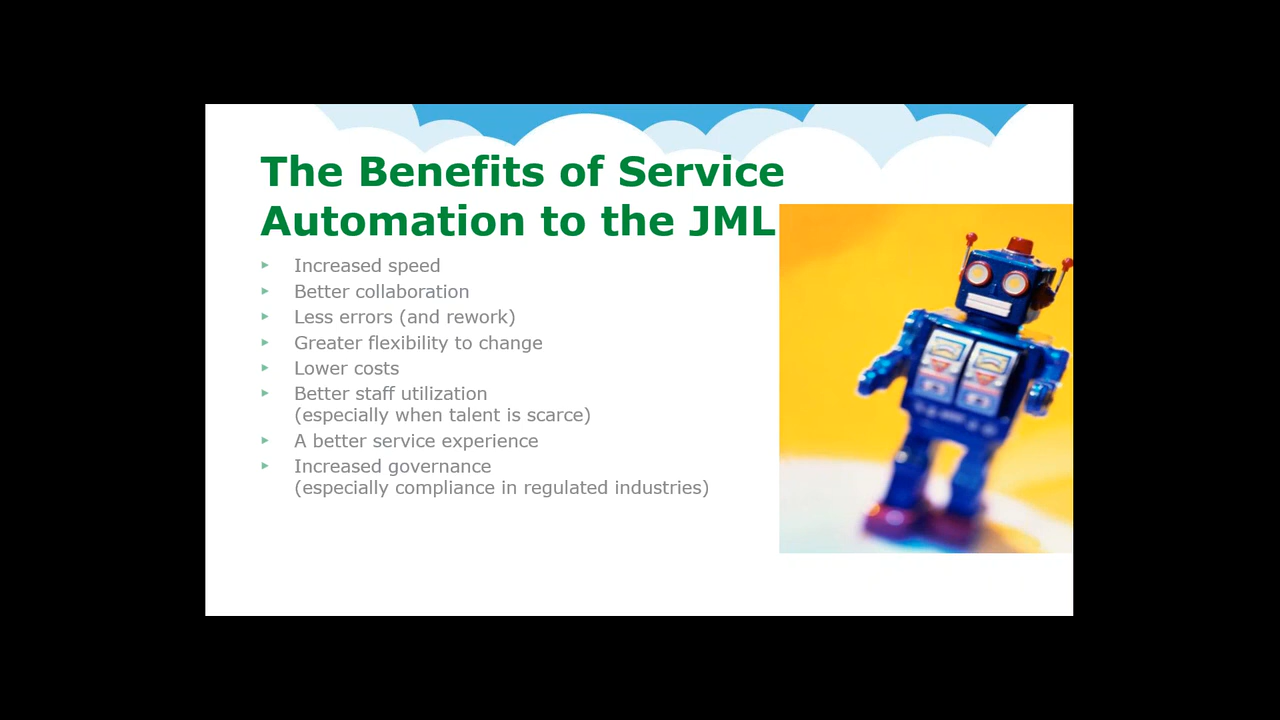 The Benefits of Service
Automation to the JML
Increased speed
Better collaboration
Less errors (and rework)
Greater flexibility to change
Lower costs
Better staff utilization
(especially when talent is scarce)
A better service experience
Increased governance
(especially compliance in regulated industries)